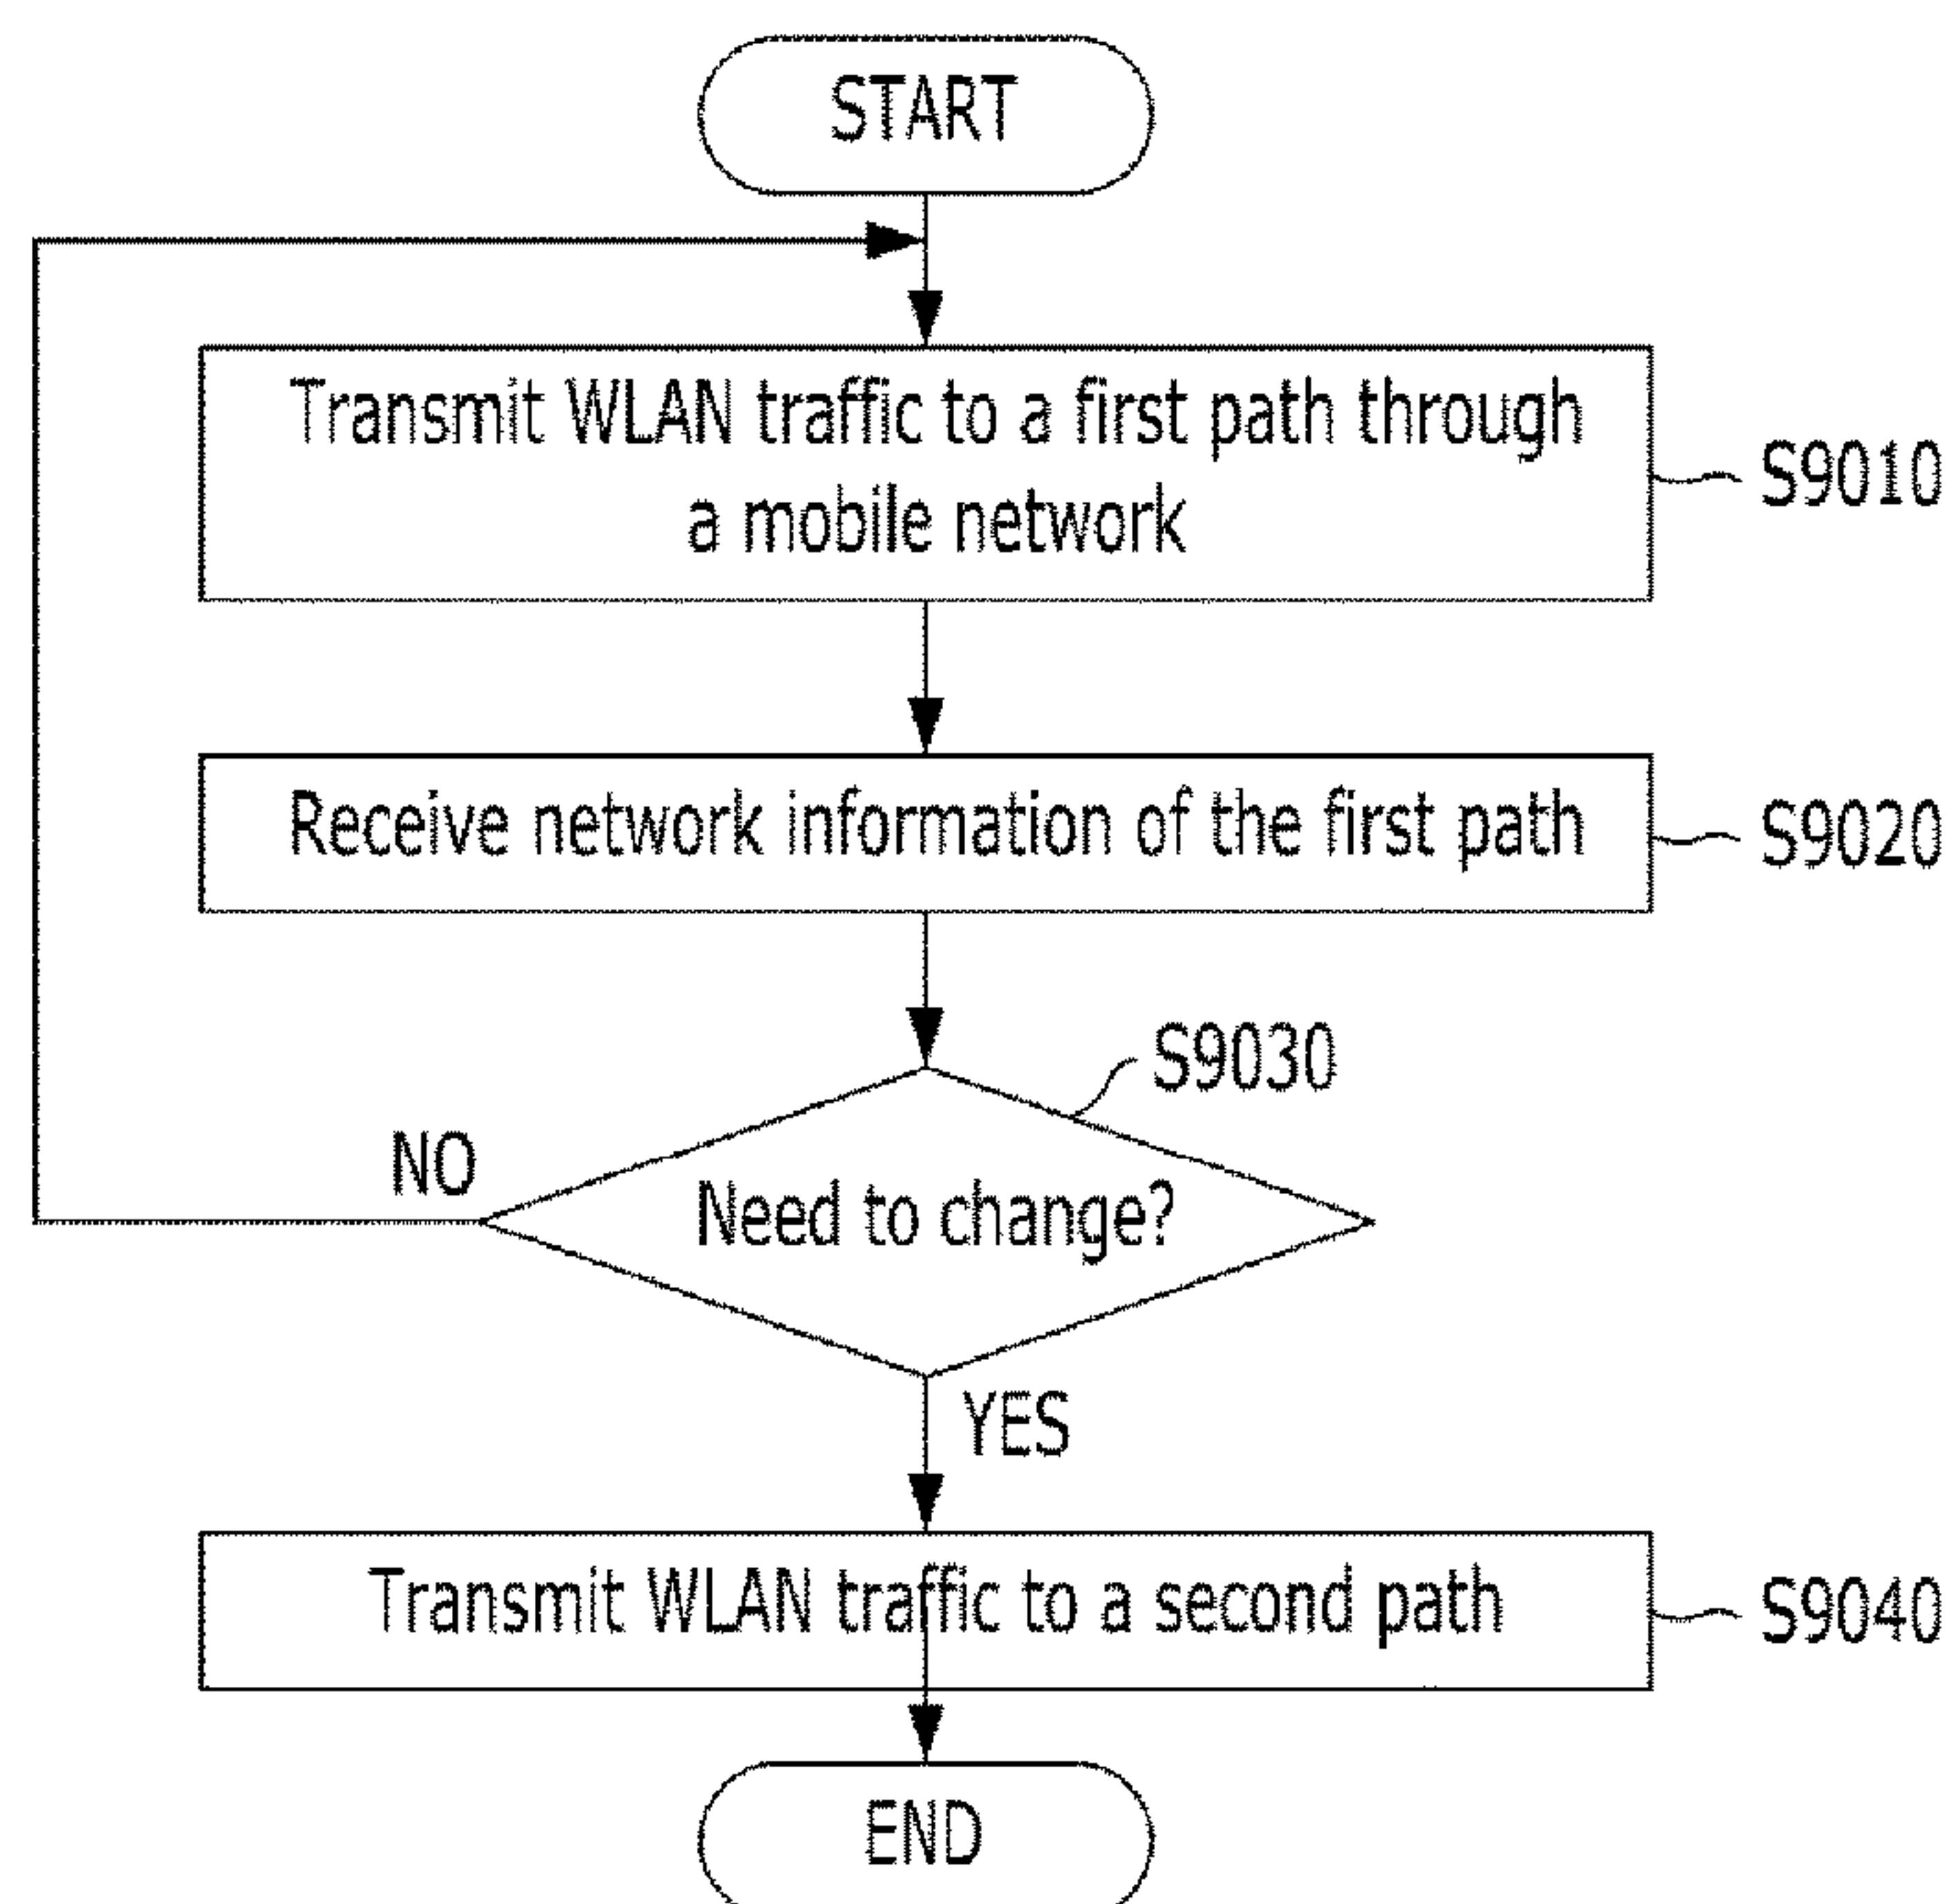 START
Transmit WLAN traffic to a first path through
a mobile network
S9010
Receive network information of the first path
S9020
S9030
NO
Need to change?
YES
Transmit WLAN traffic to a second path
S9040
END